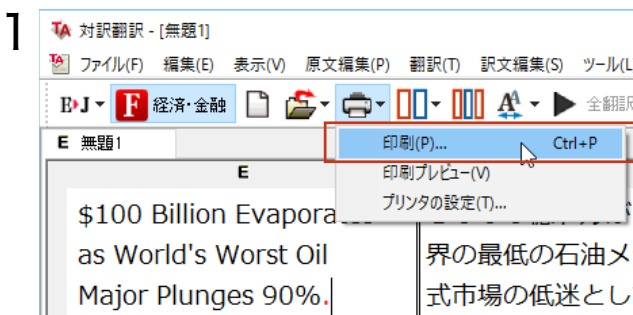 1
対訳翻訳 - [無題1]
ファイル(F) 編集(E) 表示(V) 原文編集(P) 翻訳(T) 訳文編集(S) ツール(L
E J F 経済・金融 A 全翻訳
E 無題1
印刷(P)... Ctrl+P
印刷プレビュー(V)
プリンタの設定(T)...
E
$100 Billion Evapora
as World's Worst Oil
Major Plunges 90%.
界の最低の石油メ
式市場の低迷とし